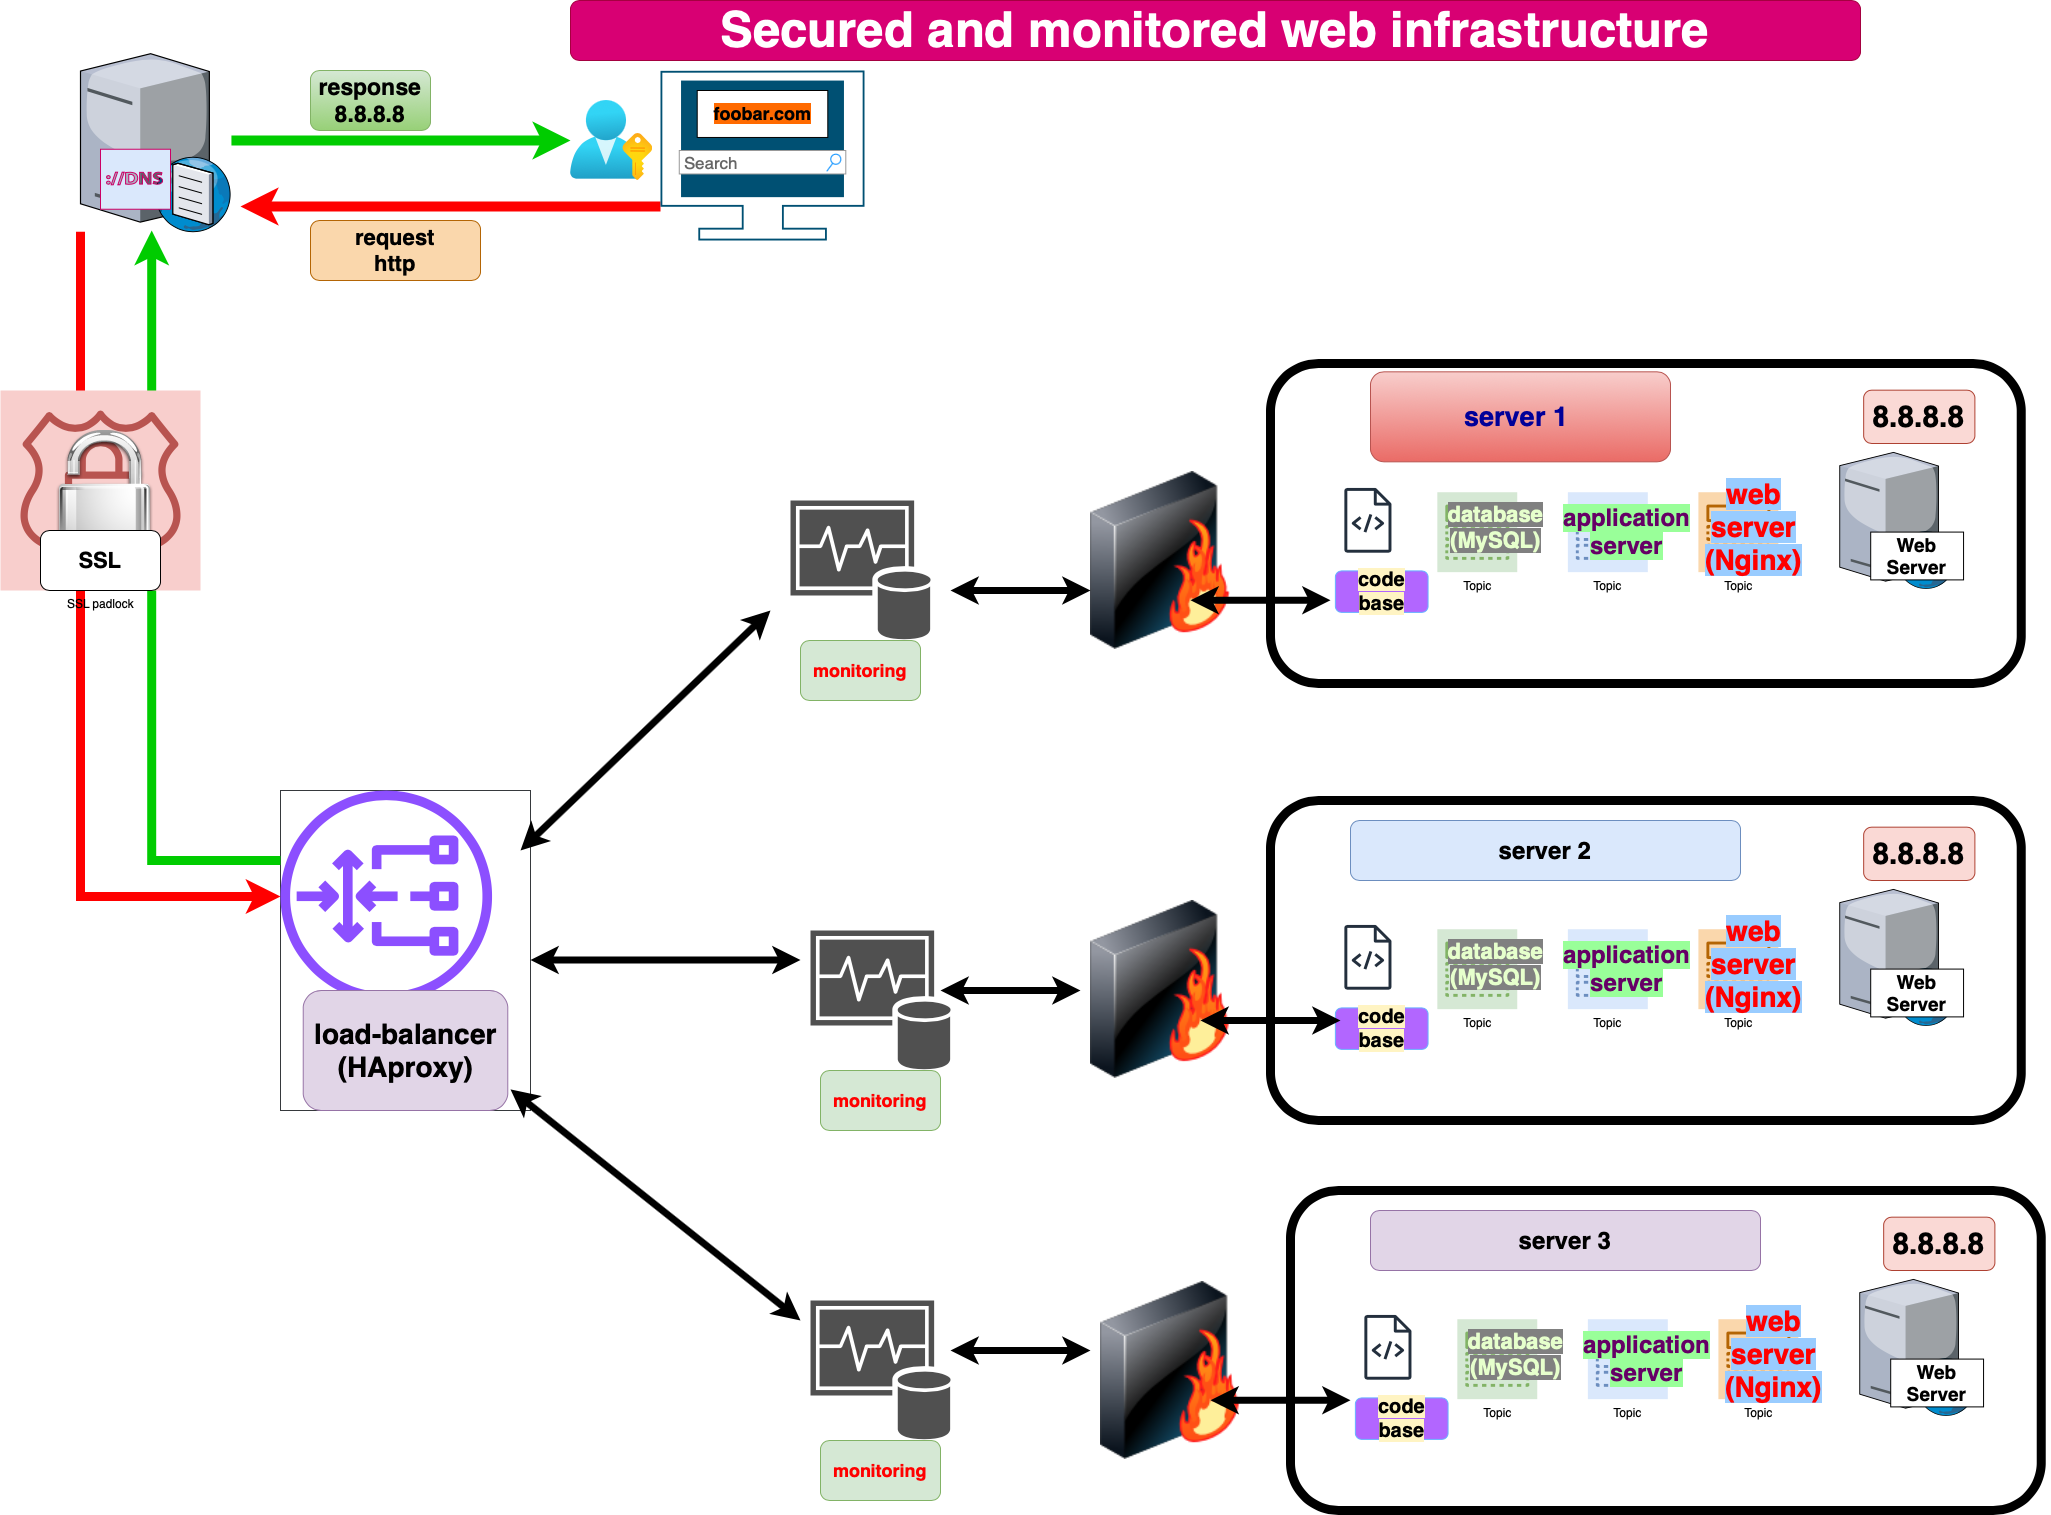 Secured and monitored web infrastructure
response
8.8.8.8
foobar.com
Search
://DNS
request
http
SSL
SSL padlock
server 1
8.8.8.8
database
(MySQL)
application
server
web
server
(Nginx)
Web
Server
code
base
Topic
Topic
Topic
monitoring
server 2
8.8.8.8
database
(MySQL)
application
server
web
server
(Nginx)
Web
Server
code
base
Topic
Topic
Topic
load-balancer
(HAproxy)
monitoring
server 3
8.8.8.8
database
(MySQL)
application
server
web
server
(Nginx)
Web
Server
code
base
Topic
Topic
Topic
monitoring